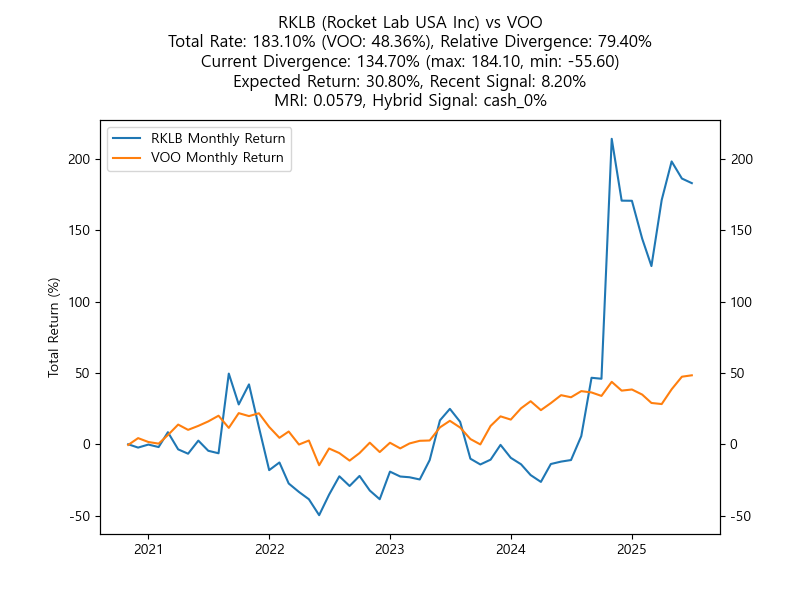 RKLB (Rocket Lab USA Inc) vs VOO
Total Rate: 183.10% (VOO: 48.36%), Relative Divergence: 79.40%
Current Divergence: 134.70% (max: 184.10, min: -55.60)
Expected Return: 30.80%, Recent Signal: 8.20%
MRI: 0.0579, Hybrid Signal: cash_0%
RKLB Monthly Return
VOO Monthly Return
Total Return (%)
200
150
100
50
0
-50
200
150
100
50
0
-50
2021 2022 2023 2024 2025